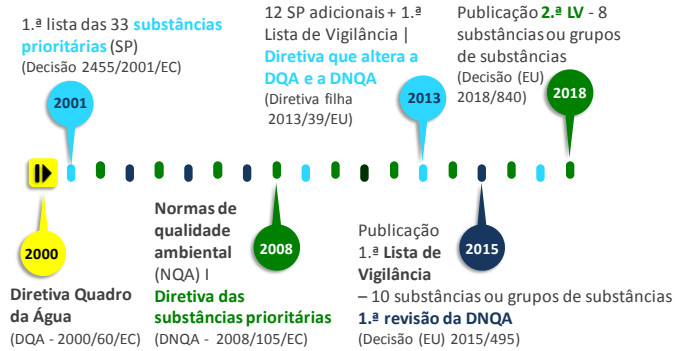 1.ª lista das 33 substâncias
prioritárias (SP)
(Decisão 2455/2001/EC)
2001
12 SP adicionais + 1.ª
Lista de Vigilância |
Diretiva que altera a
DQA e a DNQA
(Diretiva filha
2013/39/EU)
2013
Publicação 2.ª LV - 8
substâncias ou grupos
de substâncias
(Decisão (EU)
2018/840)
2018
2000
Diretiva Quadro
da Água
(DQA - 2000/60/EC)
Normas de
qualidade
ambiental
(NQA) I
Diretiva das
substâncias prioritárias
(DNQA - 2008/105/EC)
2008
Publicação
1.ª Lista de
Vigilância
– 10 substâncias ou grupos de substâncias
1.ª revisão da DNQA
(Decisão (EU) 2015/495)
2015